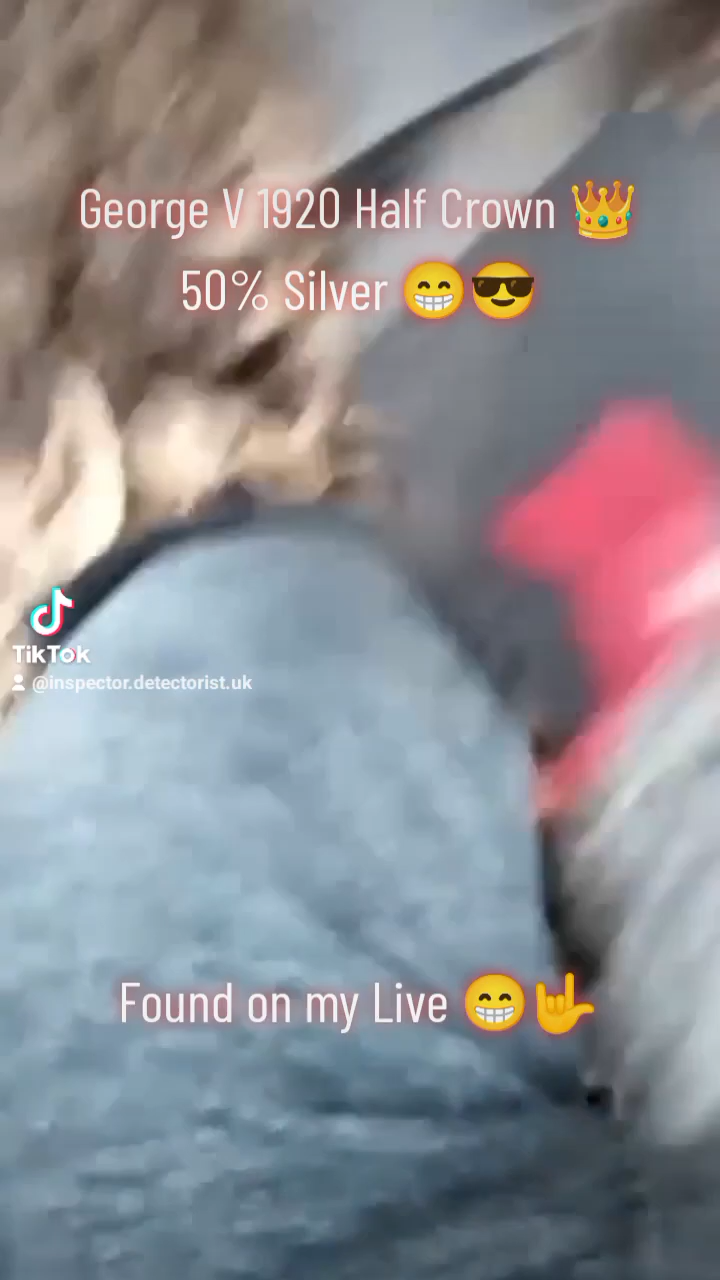 George V 1920 Half Crown 👑
50% Silver 😁😎
TikTok
@inspector.detectorist.uk
Found on my Live 😁🤟